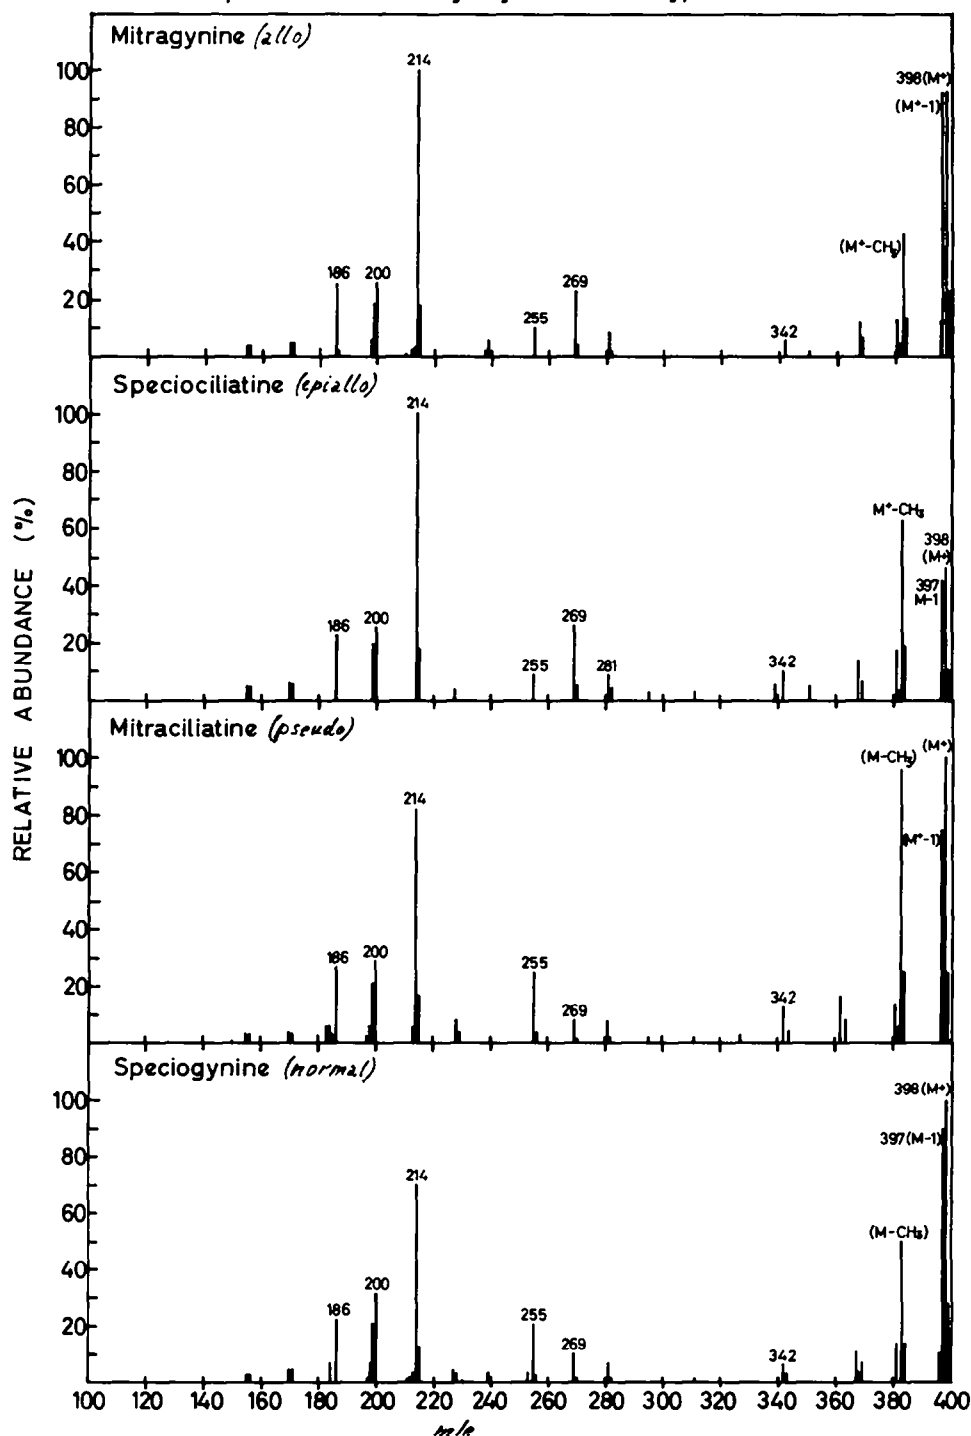 Mitragynine (allo)
214
398(M+)
(M+-1)
(M+-CH3)
186
200
255
269
342
100
80
60
40
20
Speciociliatine (epiallo)
214
M+-CH3
398
(M+)
397
M-1
186
200
255
269
281
342
100
80
60
40
20
Mitraciliatine (pseudo)
214
(M-CH3)
(M+)
(M+-1)
186
200
255
269
342
100
80
60
40
20
Speciogynine (normal)
398(M+)
397(M-1)
214
(M-CH3)
186
200
255
269
342
100
80
60
40
20
RELATIVE ABUNDANCE (%)
100 120 140 160 180 200 220 240 260 280 300 320 340 360 380 400
m/e